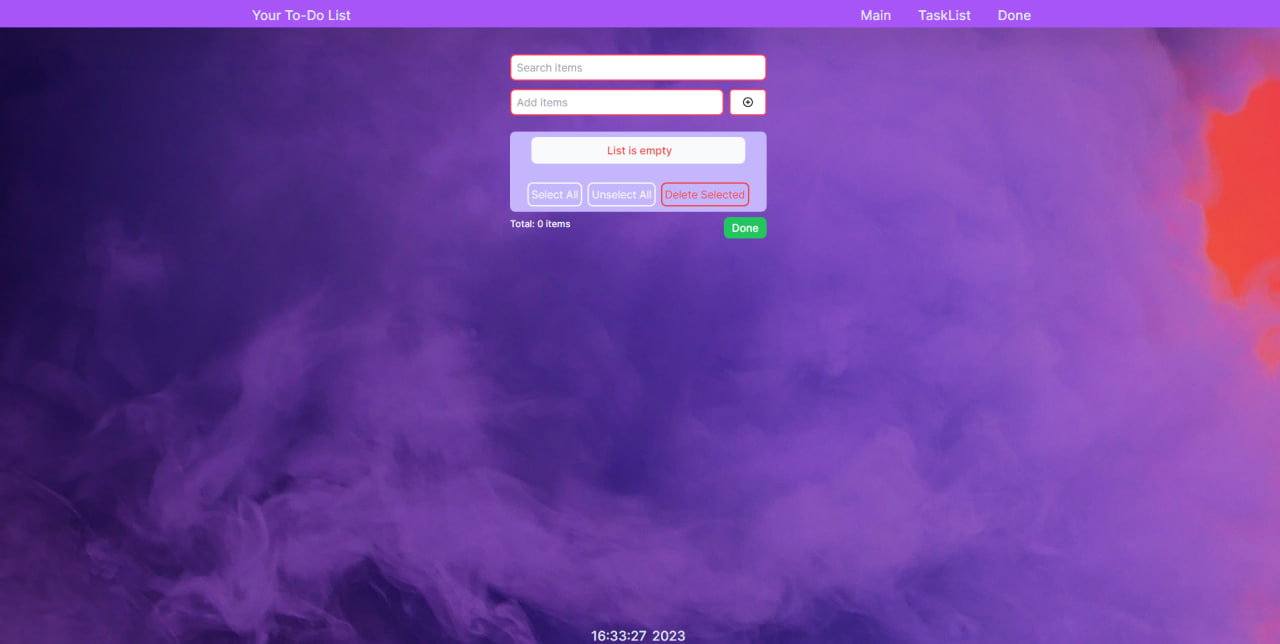 Your To-Do List Main TaskList Done
Search items
Add items
List is empty
Select All Unselect All Delete Selected
Total: 0 items Done
16:33:27 2023